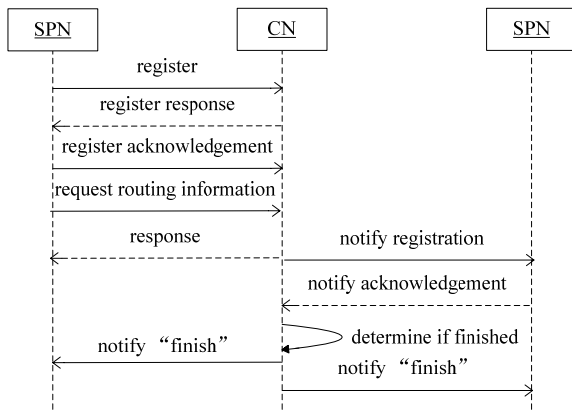 SPN
CN
SPN
register
register response
register acknowledgement
request routing information
response
notify registration
notify acknowledgement
determine if finished
notify “finish”
notify “finish”